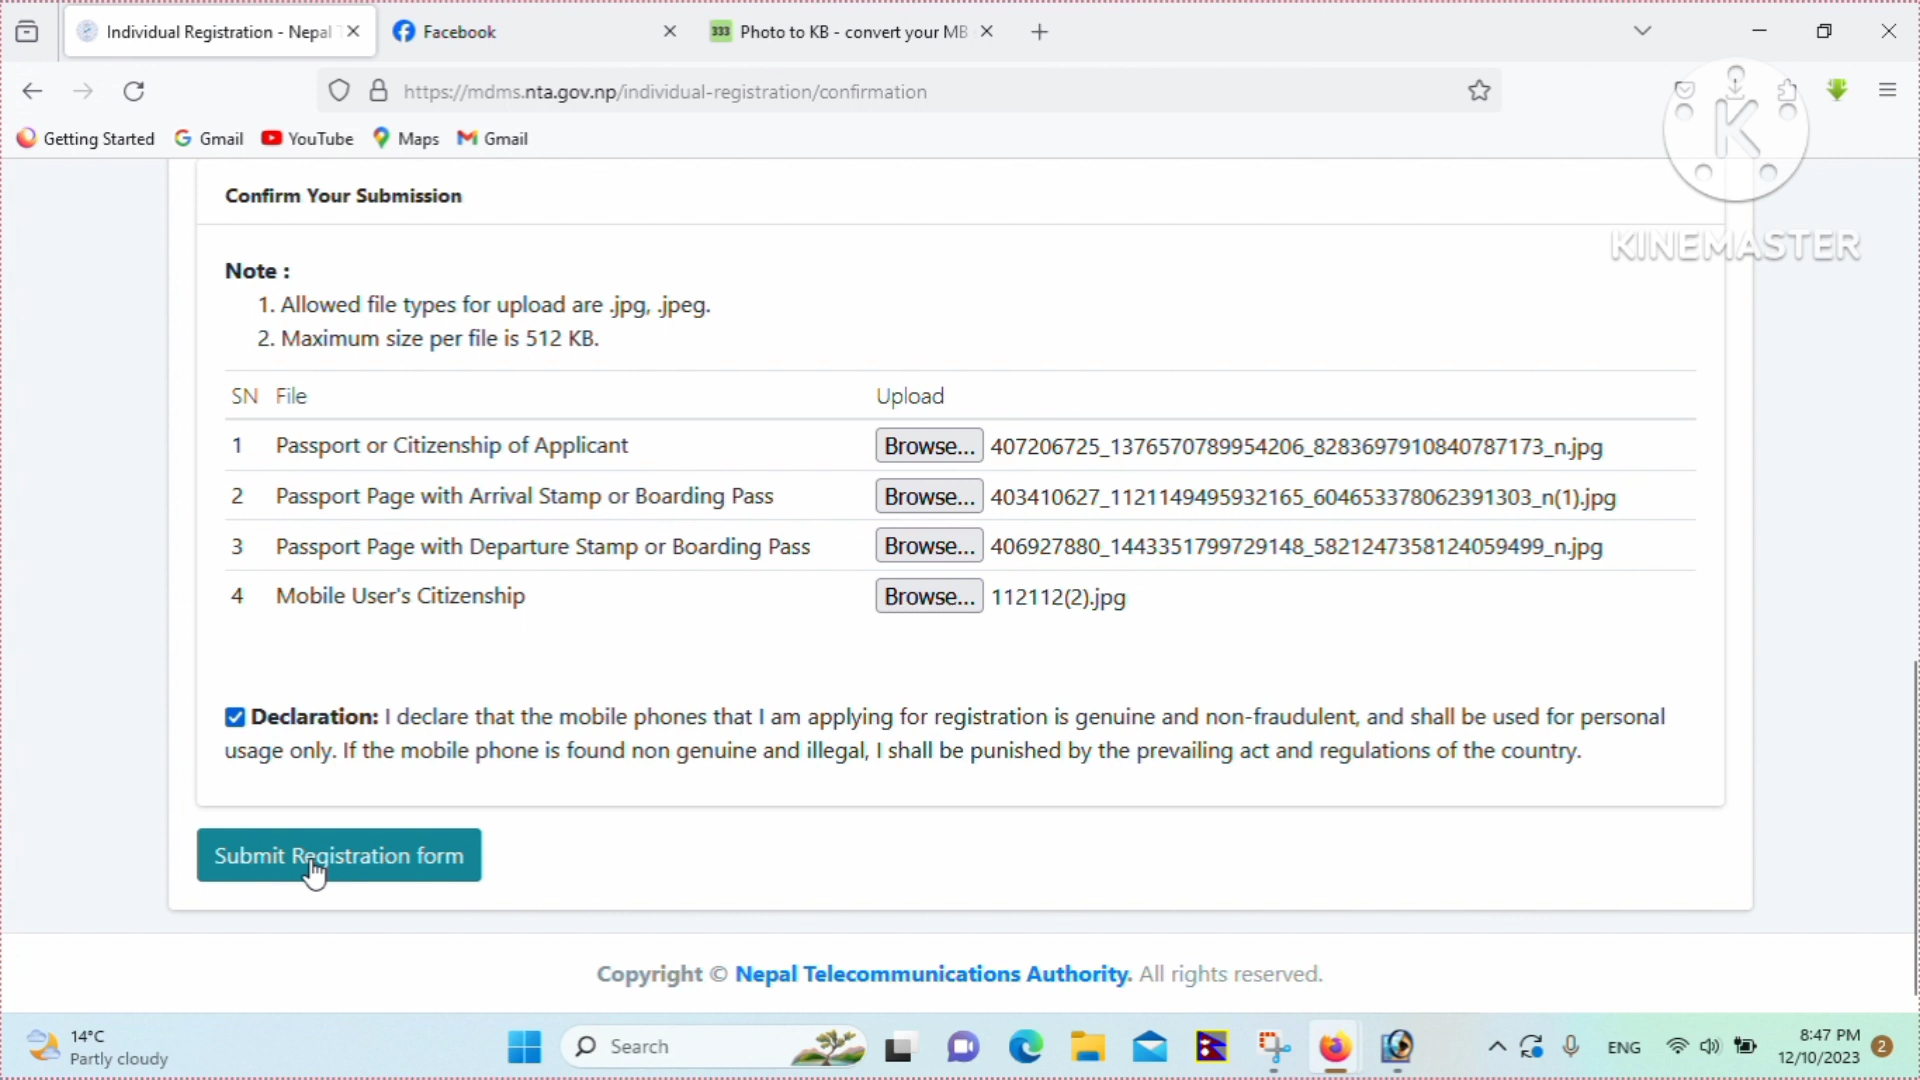 Individual Registration - Nepal T
Facebook
333 Photo to KB - convert your MB
https://mdms.nta.gov.np/individual-registration/confirmation
Getting Started Gmail YouTube Maps Gmail
K
KINEMASTER
Confirm Your Submission
Note :
1. Allowed file types for upload are .jpg, .jpeg.
2. Maximum size per file is 512 KB.
SN File Upload
1 Passport or Citizenship of Applicant Browse... 407206725_1376570789954206_8283697910840787173_n.jpg
2 Passport Page with Arrival Stamp or Boarding Pass Browse... 403410627_1121149495932165_604653378062391303_n(1).jpg
3 Passport Page with Departure Stamp or Boarding Pass Browse... 406927880_1443351799729148_5821247358124059499_n.jpg
4 Mobile User's Citizenship Browse... 112112(2).jpg
Declaration: I declare that the mobile phones that I am applying for registration is genuine and non-fraudulent, and shall be used for personal
usage only. If the mobile phone is found non genuine and illegal, I shall be punished by the prevailing act and regulations of the country.
Submit Registration form
Copyright © Nepal Telecommunications Authority. All rights reserved.
14°C
Partly cloudy
Search
ENG
8:47 PM
12/10/2023
2